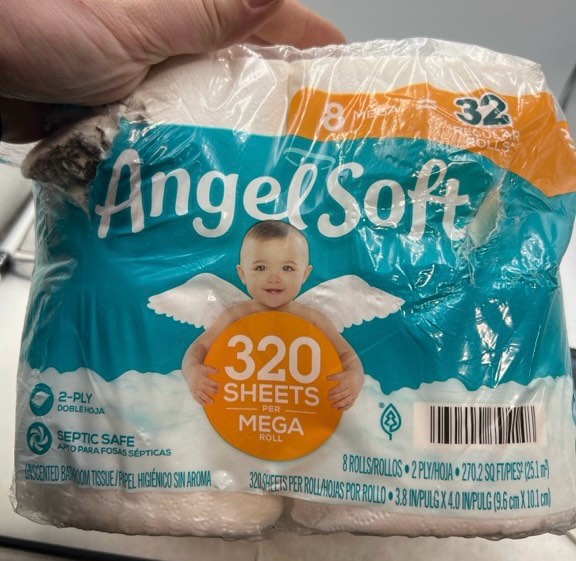 8 MEGA = 32
REGULAR
ROLLS*
Angel Soft
320
SHEETS
PER
MEGA
ROLL
2-PLY
DOBLE HOJA
SEPTIC SAFE
APTO PARA FOSAS SÉPTICAS
UNSCENTED BATHROOM TISSUE/PAPEL HIGIÉNICO SIN AROMA
8 ROLLS/ROLLOS • 2 PLY/HOJA • 270.2 SQ FT/PIES² (25.1 m²)
320 SHEETS PER ROLL/HOJAS POR ROLLO • 3.8 IN/PULG X 4.0 IN/PULG (9.6 cm X 10.1 cm)